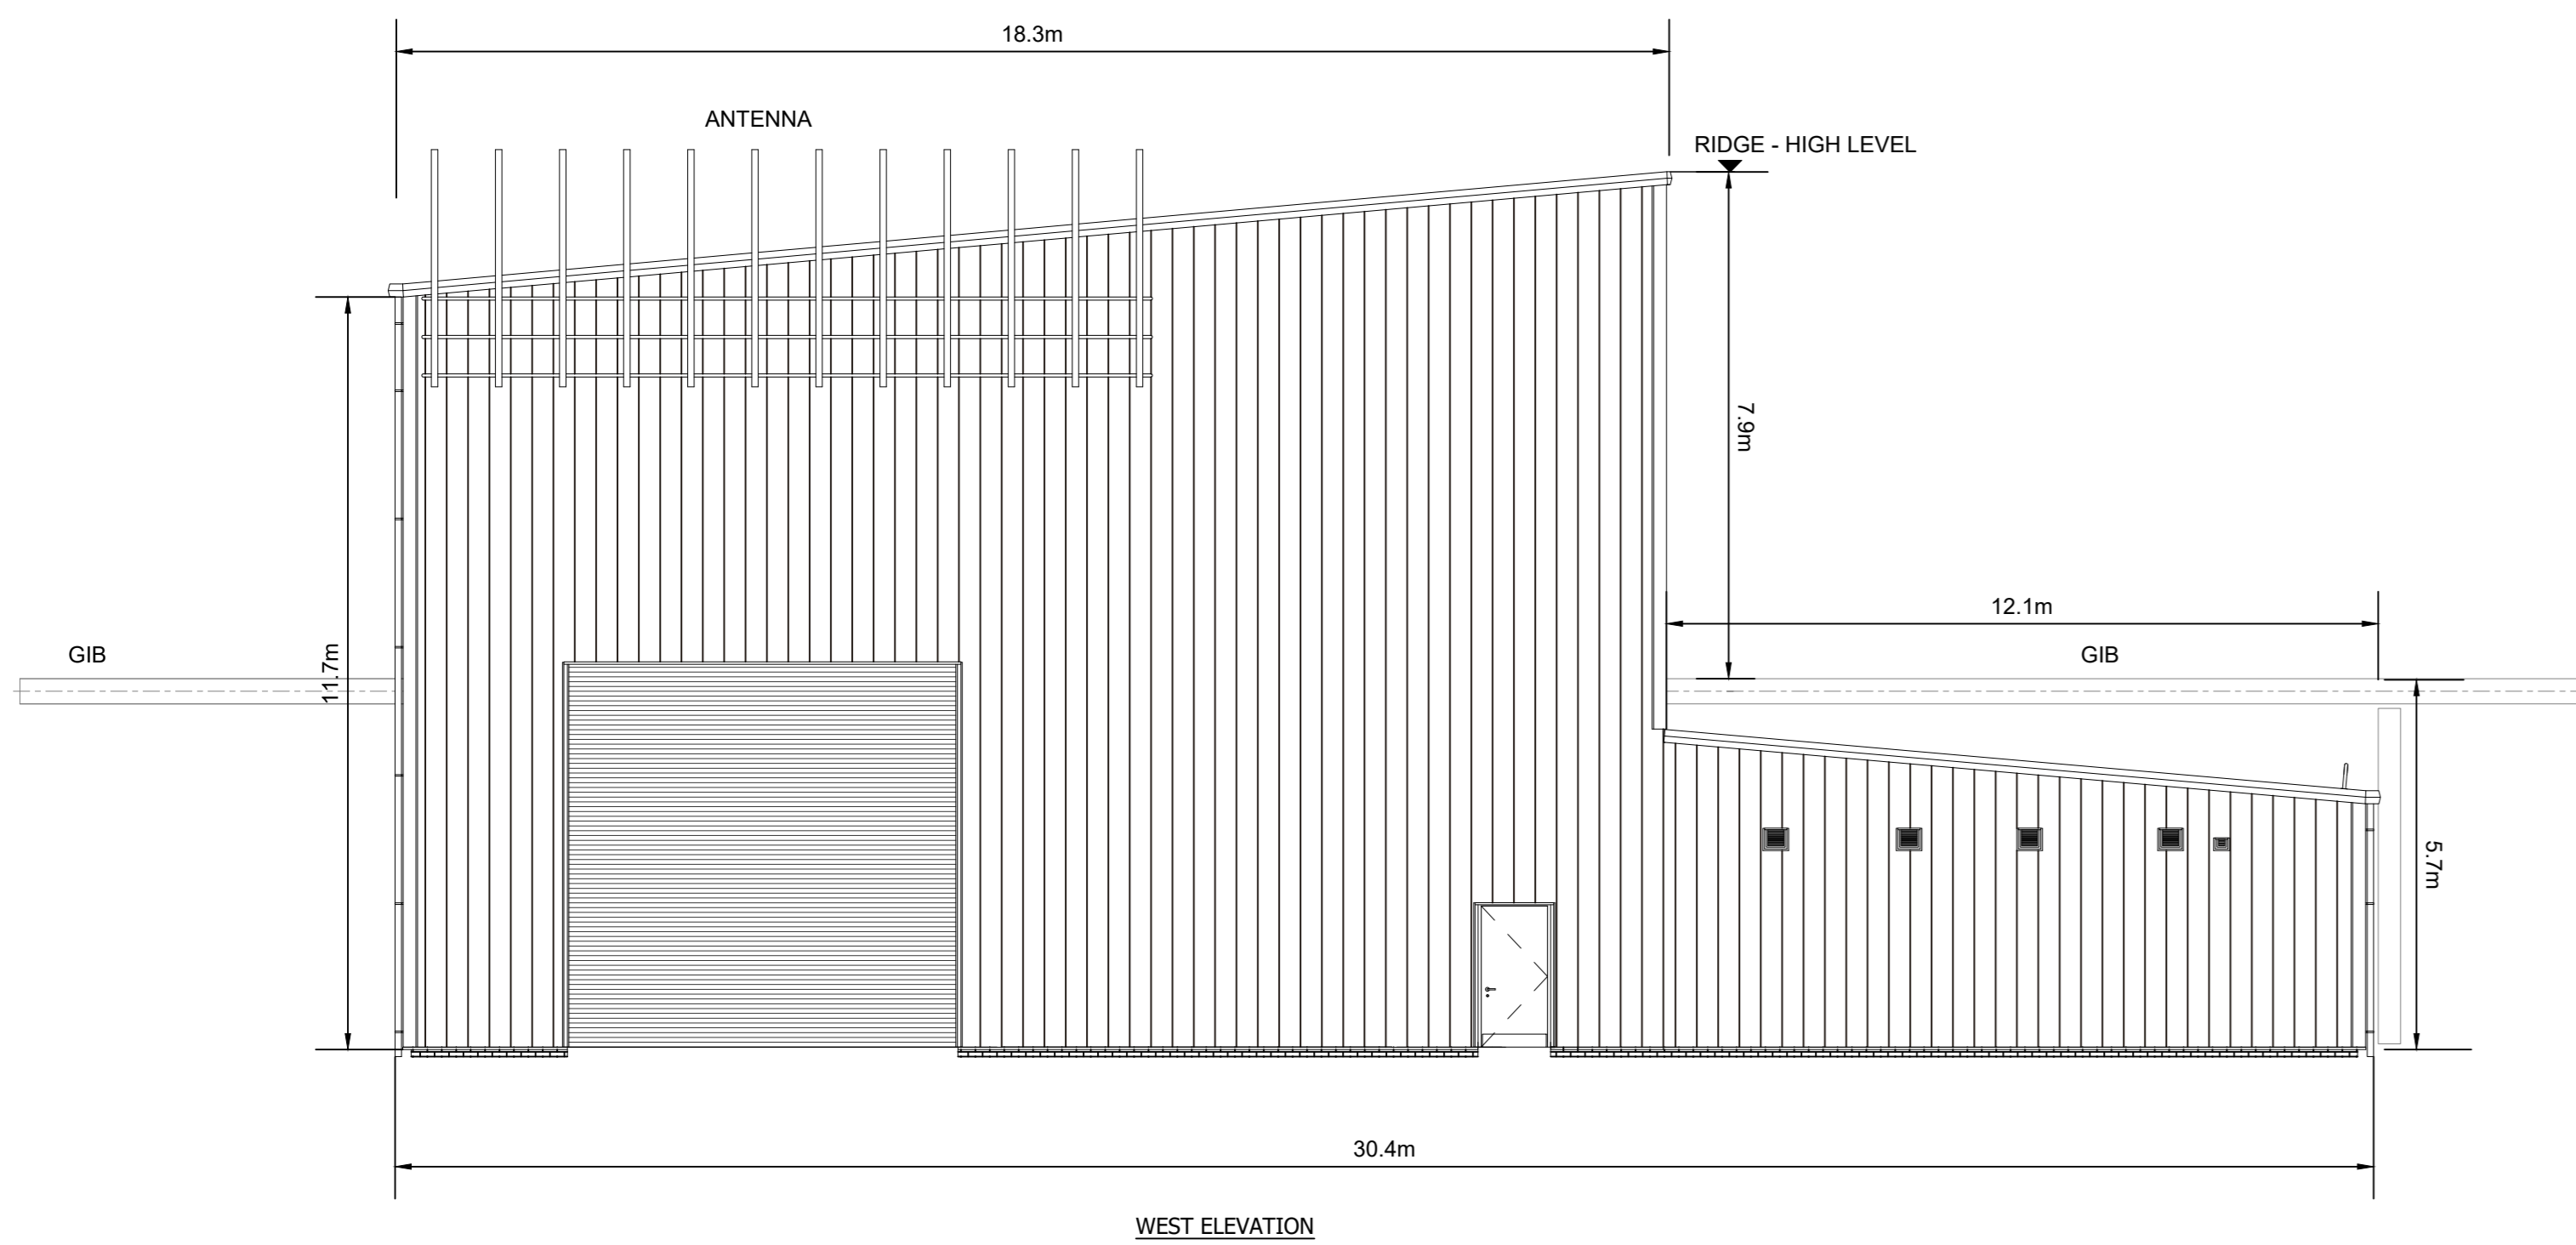 18.3m
ANTENNA
RIDGE - HIGH LEVEL
7.9m
12.1m
GIB
11.7m
GIB
5.7m
30.4m
WEST ELEVATION